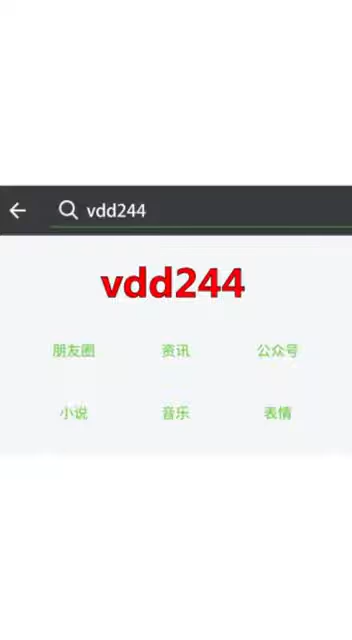 vdd244
vdd244
朋友圈 资讯 公众号
小说 音乐 表情